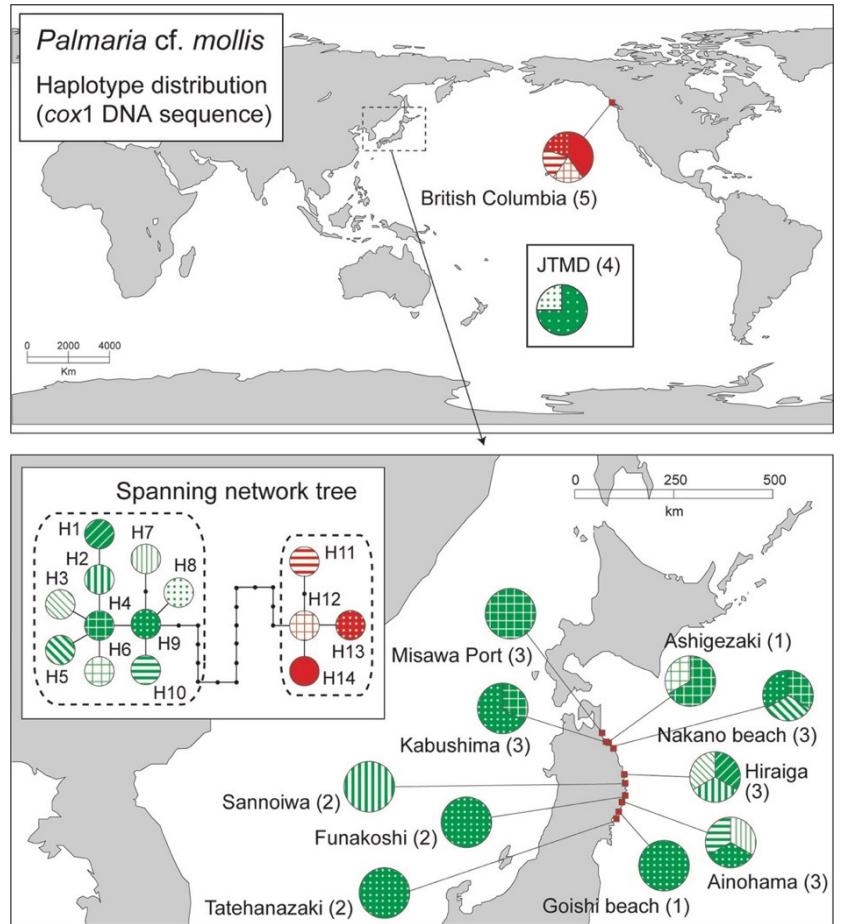 Palmaria cf. mollis
Haplotype distribution
(cox1 DNA sequence)
British Columbia (5)
JTMD (4)
0 2000 4000
Km
Spanning network tree
H1
H2
H3
H4
H5
H6
H7
H8
H9
H10
H11
H12
H13
H14
0 250 500
km
Misawa Port (3)
Ashigezaki (1)
Kabushima (3)
Nakano beach (3)
Sannoiwa (2)
Hiraiga
(3)
Funakoshi (2)
Ainohama (3)
Tatehanazaki (2)
Goishi beach (1)